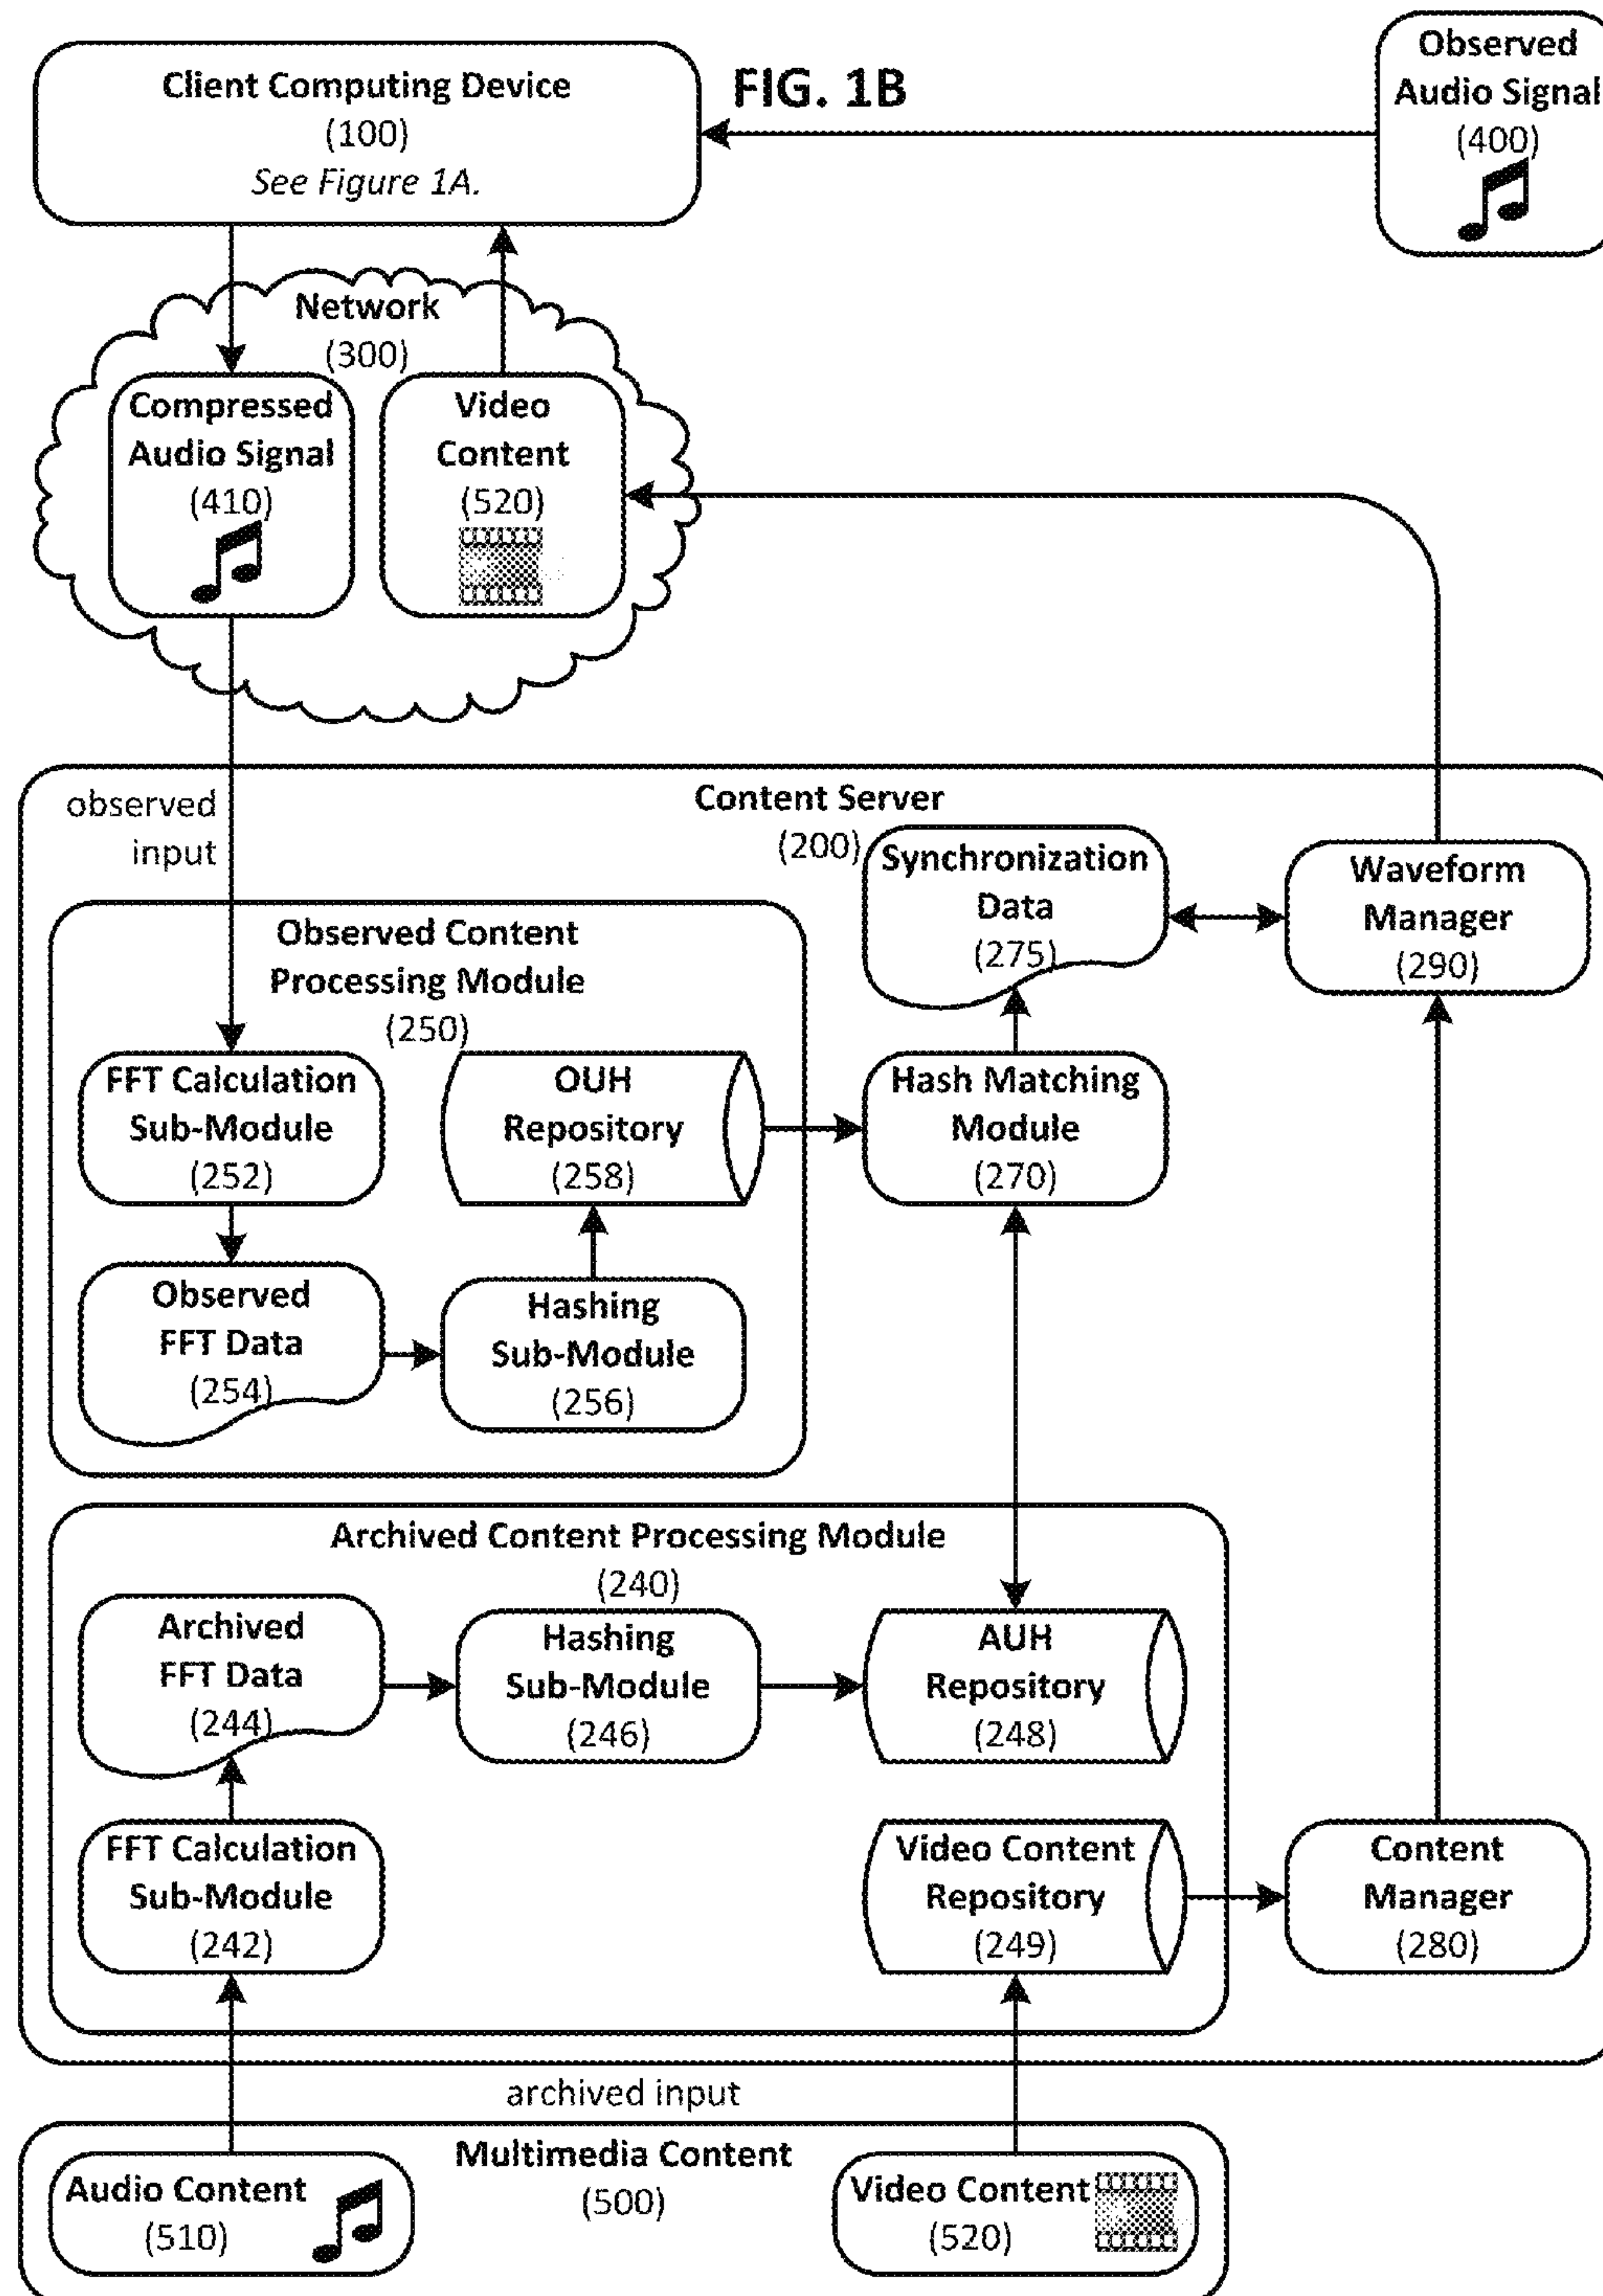 Client Computing Device
(100)
See Figure 1A.
FIG. 1B
Observed
Audio Signal
(400)
Network
(300)
Compressed
Audio Signal
(410)
Video
Content
(520)
observed
input
Content Server
(200)
Synchronization
Data
(275)
Waveform
Manager
(290)
Observed Content
Processing Module
(250)
FFT Calculation
Sub-Module
(252)
OUH
Repository
(258)
Hash Matching
Module
(270)
Observed
FFT Data
(254)
Hashing
Sub-Module
(256)
Archived Content Processing Module
(240)
Archived
FFT Data
(244)
Hashing
Sub-Module
(246)
AUH
Repository
(248)
FFT Calculation
Sub-Module
(242)
Video Content
Repository
(249)
Content
Manager
(280)
archived input
Multimedia Content
(500)
Audio Content
(510)
Video Content
(520)